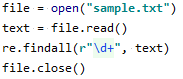 file = open("sample.txt")
text = file.read()
re.findall(r"\d+", text)
file.close()